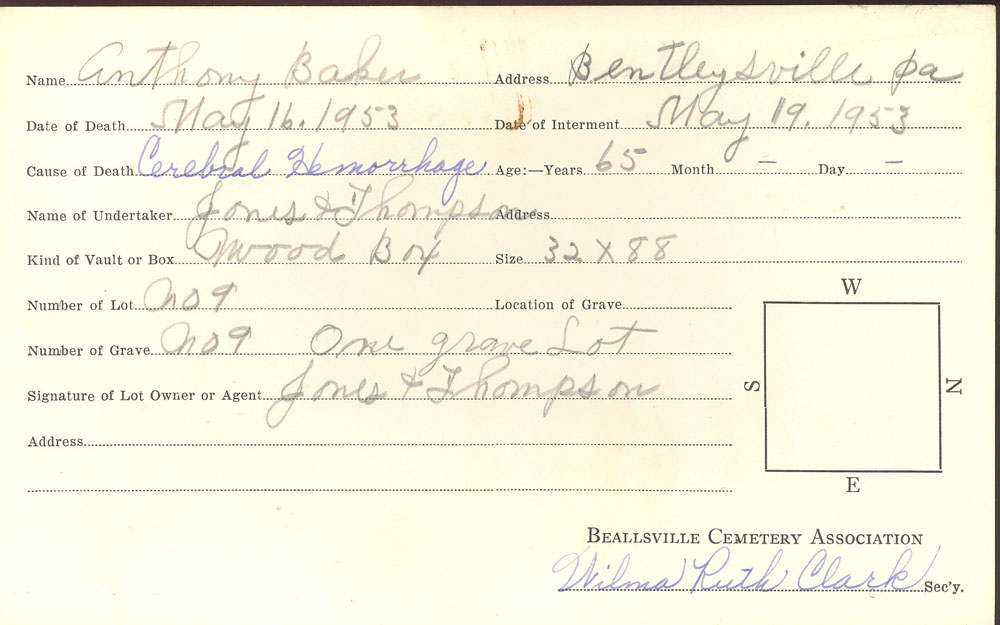 Name Anthony Baker Address Bentleysville pa
Date of Death May 16. 1953 Date of Interment May 19. 1953
Cause of Death Cerebral Hemorrhage Age:—Years 65 Month – Day –
Name of Undertaker Jones & Thompson Address
Kind of Vault or Box Wood Box Size 32 X 88
Number of Lot No 9 Location of Grave
W
Number of Grave No 9 One grave Lot
Signature of Lot Owner or Agent Jones & Thompson
S N
Address
E
BEALLSVILLE CEMETERY ASSOCIATION
Wilma Ruth Clark Sec'y.